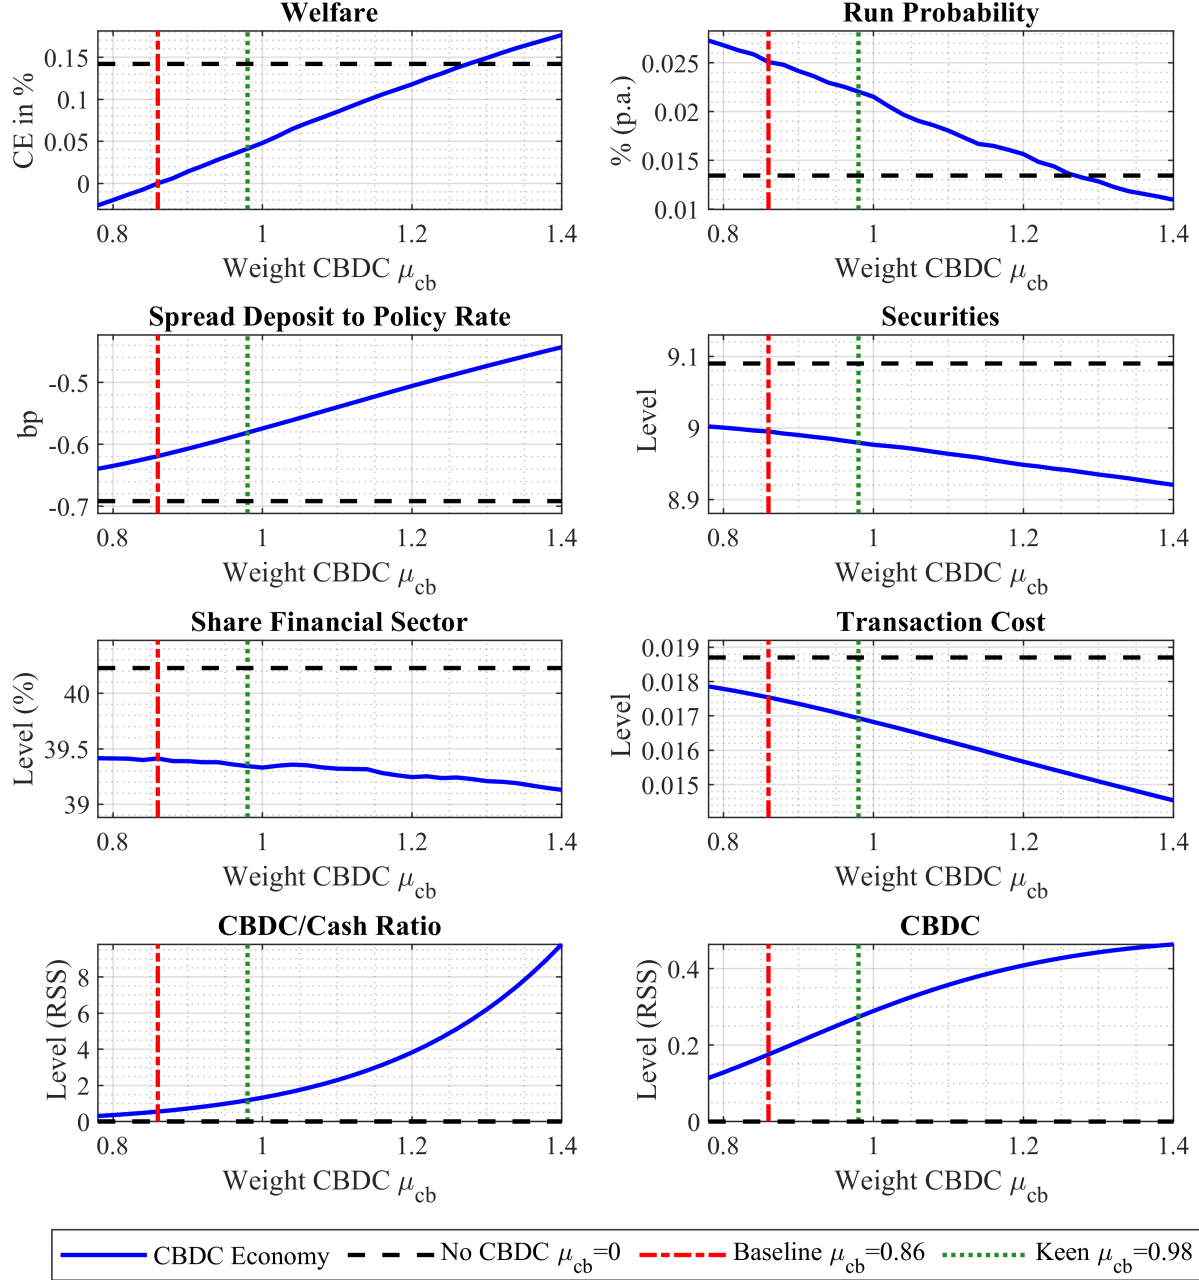 Welfare
CE in %
0.15
0.1
0.05
0
0.8 1 1.2 1.4
Weight CBDC μcb
Run Probability
% (p.a.)
0.025
0.02
0.015
0.01
0.8 1 1.2 1.4
Weight CBDC μcb
Spread Deposit to Policy Rate
bp
-0.5
-0.6
-0.7
0.8 1 1.2 1.4
Weight CBDC μcb
Securities
Level
9.1
9
8.9
0.8 1 1.2 1.4
Weight CBDC μcb
Share Financial Sector
Level (%)
40
39.5
39
0.8 1 1.2 1.4
Weight CBDC μcb
Transaction Cost
Level
0.019
0.018
0.017
0.016
0.015
0.8 1 1.2 1.4
Weight CBDC μcb
CBDC/Cash Ratio
Level (RSS)
8
6
4
2
0
0.8 1 1.2 1.4
Weight CBDC μcb
CBDC
Level (RSS)
0.4
0.2
0
0.8 1 1.2 1.4
Weight CBDC μcb
CBDC Economy No CBDC μcb=0 Baseline μcb=0.86 Keen μcb=0.98